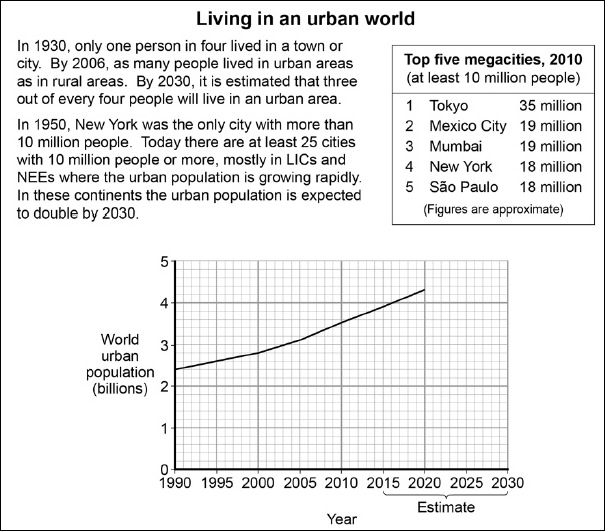 Living in an urban world
In 1930, only one person in four lived in a town or
city. By 2006, as many people lived in urban areas
as in rural areas. By 2030, it is estimated that three
out of every four people will live in an urban area.
In 1950, New York was the only city with more than
10 million people. Today there are at least 25 cities
with 10 million people or more, mostly in LICs and
NEEs where the urban population is growing rapidly.
In these continents the urban population is expected
to double by 2030.
Top five megacities, 2010
(at least 10 million people)
1 Tokyo 35 million
2 Mexico City 19 million
3 Mumbai 19 million
4 New York 18 million
5 São Paulo 18 million
(Figures are approximate)
World
urban
population
(billions)
5
4
3
2
1
0
1990 1995 2000 2005 2010 2015 2020 2025 2030
Estimate
Year